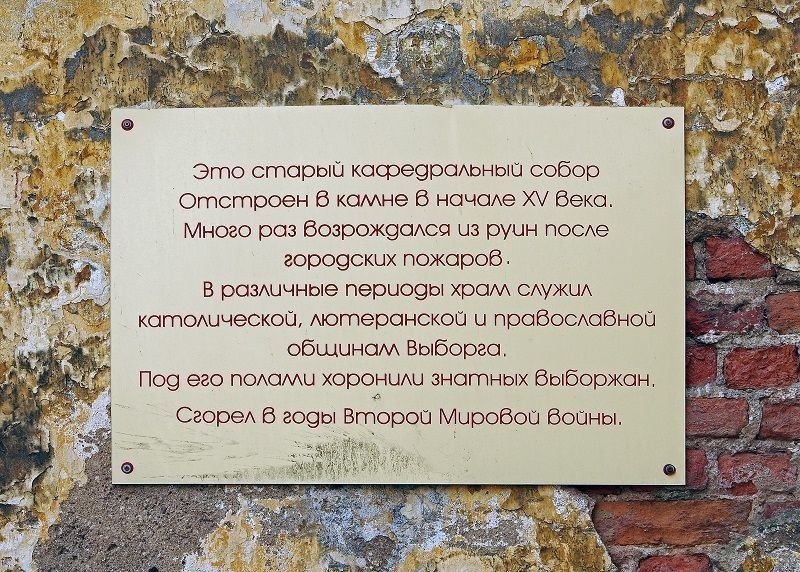 Это старый кафедральный собор
Отстроен в камне в начале XV века.
Много раз возрождался из руин после
городских пожаров.
В различные периоды храм служил
католической, лютеранской и православной
общинам Выборга.
Под его полами хоронили знатных выборжан.
Сгорел в годы Второй Мировой войны.